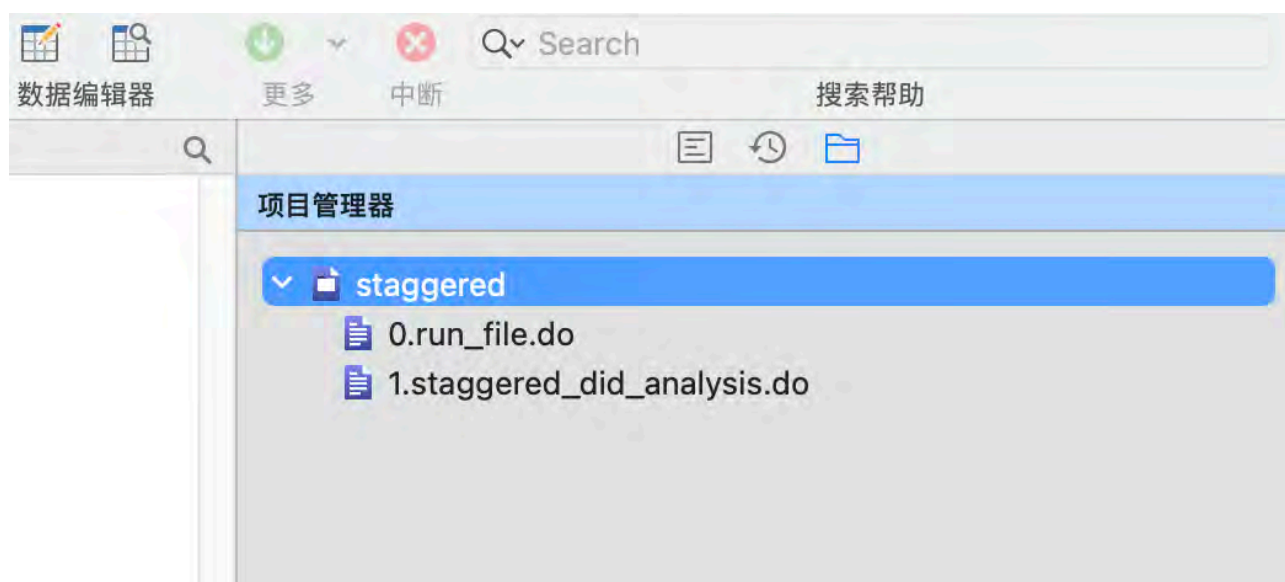 Search
数据编辑器 更多 中断 搜索帮助
项目管理器
staggered
0.run_file.do
1.staggered_did_analysis.do